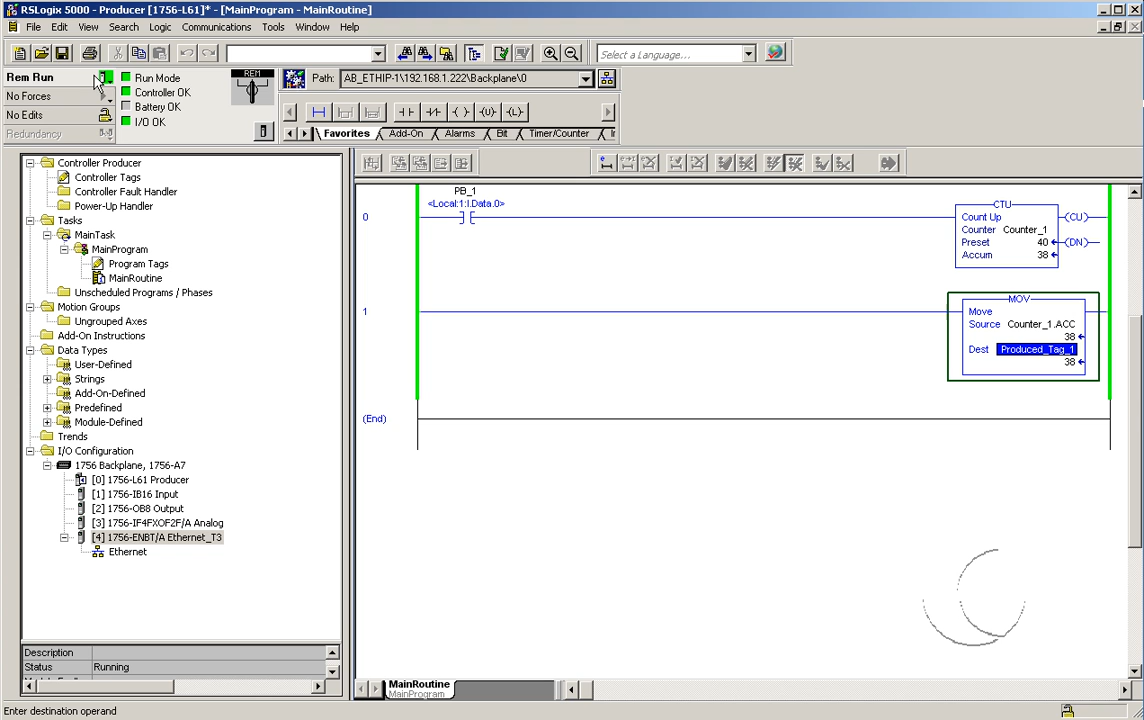 RSLogix 5000 - Producer [1756-L61]* - [MainProgram - MainRoutine]
File Edit View Search Logic Communications Tools Window Help
Select a Language...
Rem Run
No Forces
No Edits
Redundancy
Run Mode
Controller OK
Battery OK
I/O OK
REM
Path: AB_ETHIP-1\192.168.1.222\Backplane\0
Favorites Add-On Alarms Bit Timer/Counter
Controller Producer
Controller Tags
Controller Fault Handler
Power-Up Handler
Tasks
MainTask
MainProgram
Program Tags
MainRoutine
Unscheduled Programs / Phases
Motion Groups
Ungrouped Axes
Add-On Instructions
Data Types
User-Defined
Strings
Add-On-Defined
Predefined
Module-Defined
Trends
I/O Configuration
1756 Backplane, 1756-A7
[0] 1756-L61 Producer
[1] 1756-IB16 Input
[2] 1756-OB8 Output
[3] 1756-IF4FXOF2F/A Analog
[4] 1756-ENBT/A Ethernet_T3
Ethernet
Description
Status Running
PB_1
<Local:1:I.Data.0>
0
CTU
Count Up (CU)
Counter Counter_1
Preset 40 (DN)
Accum 38
1
MOV
Move
Source Counter_1.ACC
38
Dest Produced_Tag_1
38
(End)
MainRoutine
MainProgram
Enter destination operand